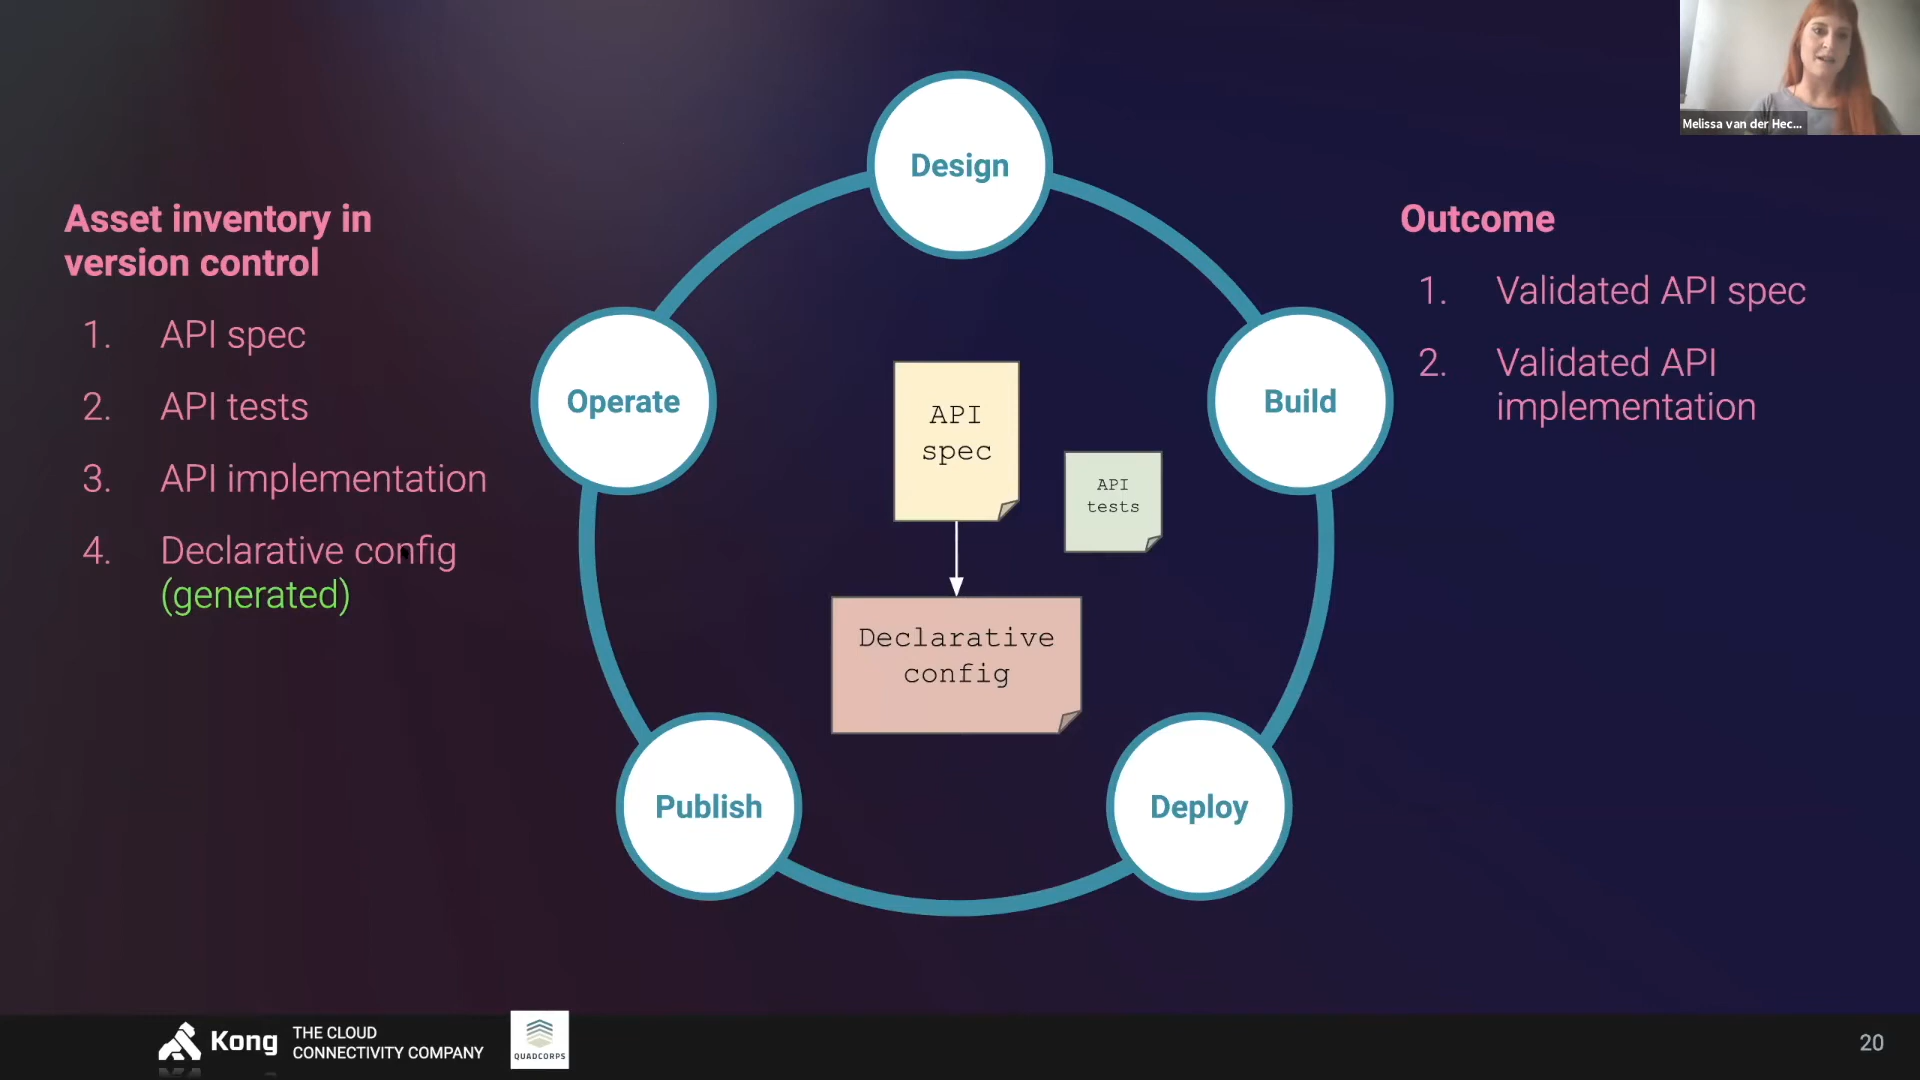 Melissa van der Hec...
Design
Asset inventory in
version control
1. API spec
2. API tests
3. API implementation
4. Declarative config
(generated)
Operate
API
spec
API
tests
Declarative
config
Build
Publish
Deploy
Outcome
1. Validated API spec
2. Validated API
implementation
Kong
THE CLOUD
CONNECTIVITY COMPANY
QUADCORPS
20